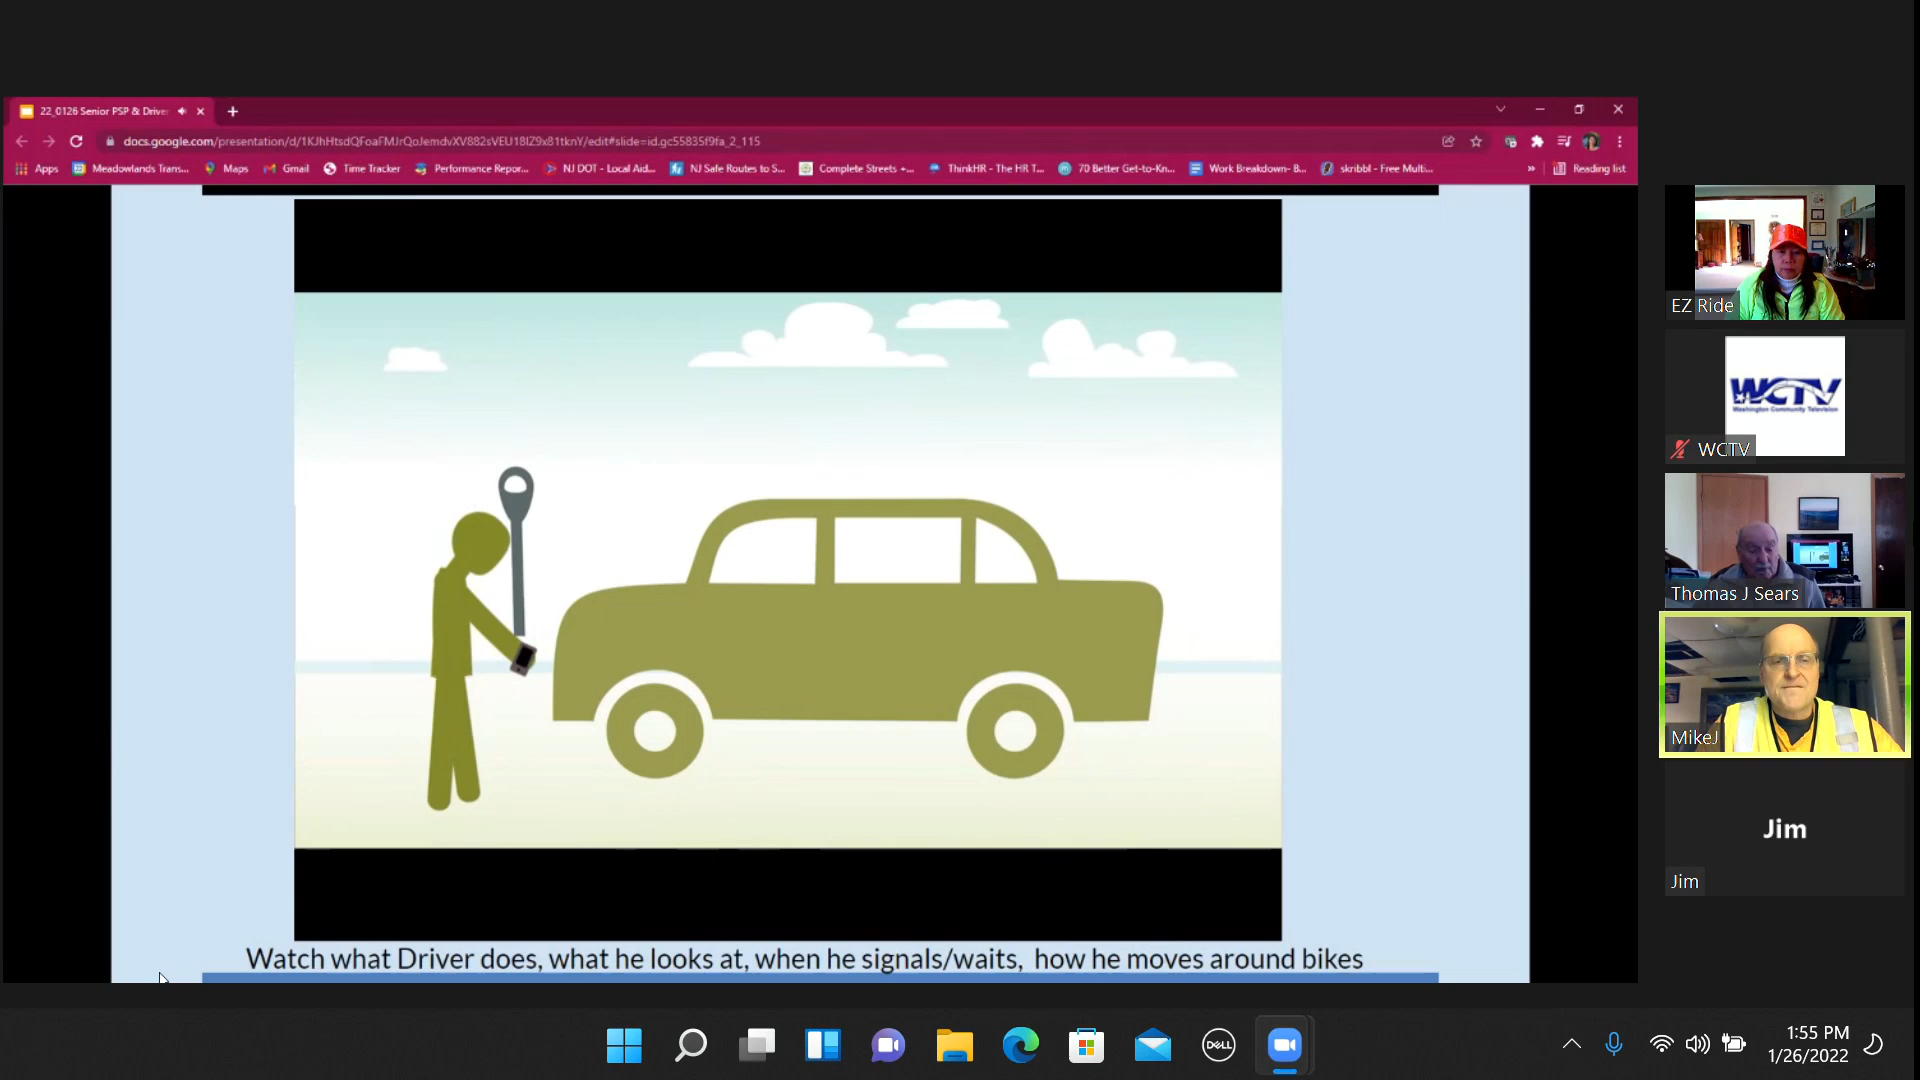 22_0126 Senior PSP & Drive
docs.google.com/presentation/d/1KJhHtsdQFoaFMJrQoJemdvXV882sVEU18IZ9x81tknY/edit#slide=id.gc55835f9fa_2_115
Apps Meadowlands Trans... Maps Gmail Time Tracker Performance Repor... NJ DOT - Local Aid... NJ Safe Routes to S... Complete Streets +... ThinkHR - The HR T... 70 Better Get-to-Kn... Work Breakdown- B... skribbl - Free Multi... » Reading list
Watch what Driver does, what he looks at, when he signals/waits, how he moves around bikes
EZ Ride
WCTV
Washington Community Television
WCTV
Thomas J Sears
MikeJ
Jim
Jim
DELL
1:55 PM
1/26/2022